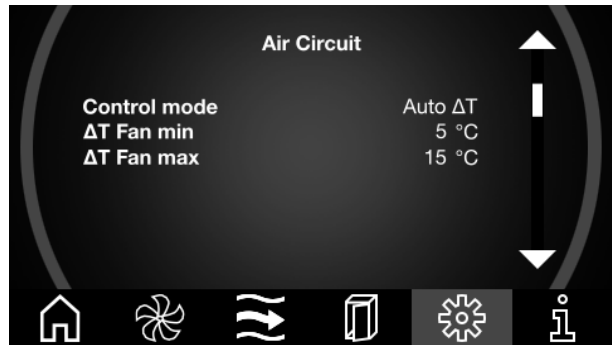 Air Circuit
Control mode Auto ΔT
ΔT Fan min 5 °C
ΔT Fan max 15 °C